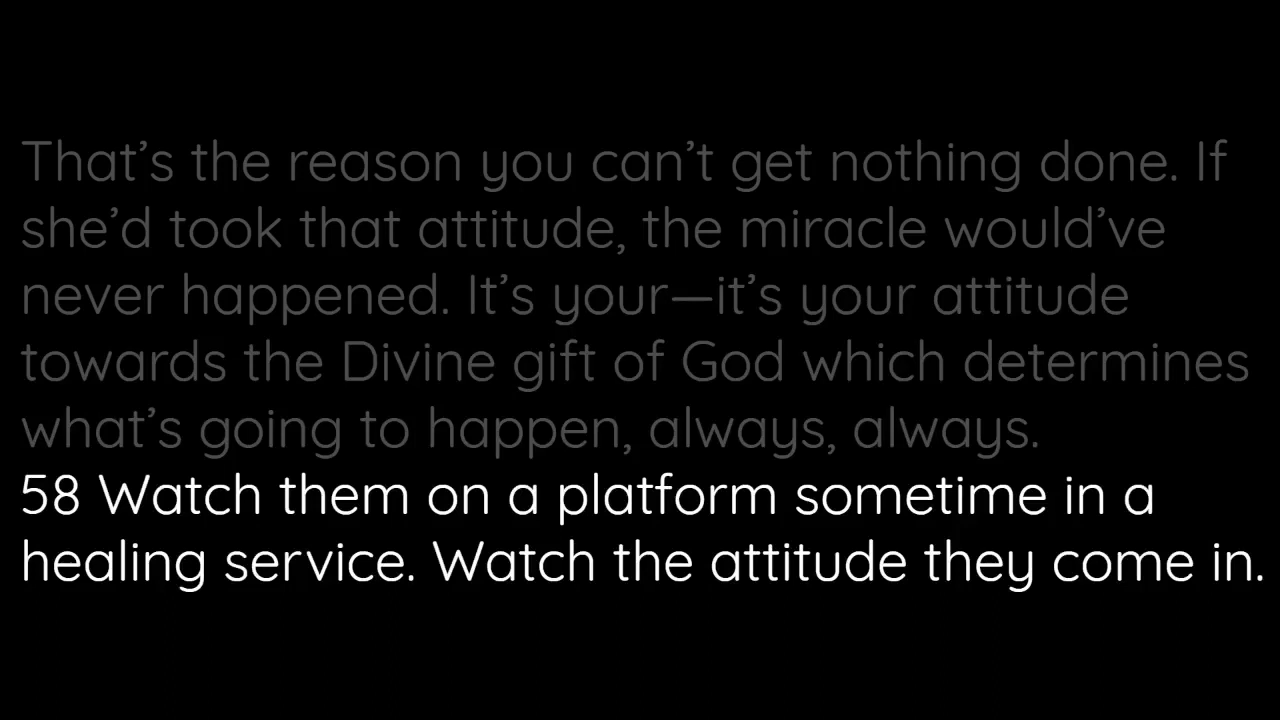 That’s the reason you can’t get nothing done. If
she’d took that attitude, the miracle would’ve
never happened. It’s your—it’s your attitude
towards the Divine gift of God which determines
what’s going to happen, always, always.
58 Watch them on a platform sometime in a
healing service. Watch the attitude they come in.